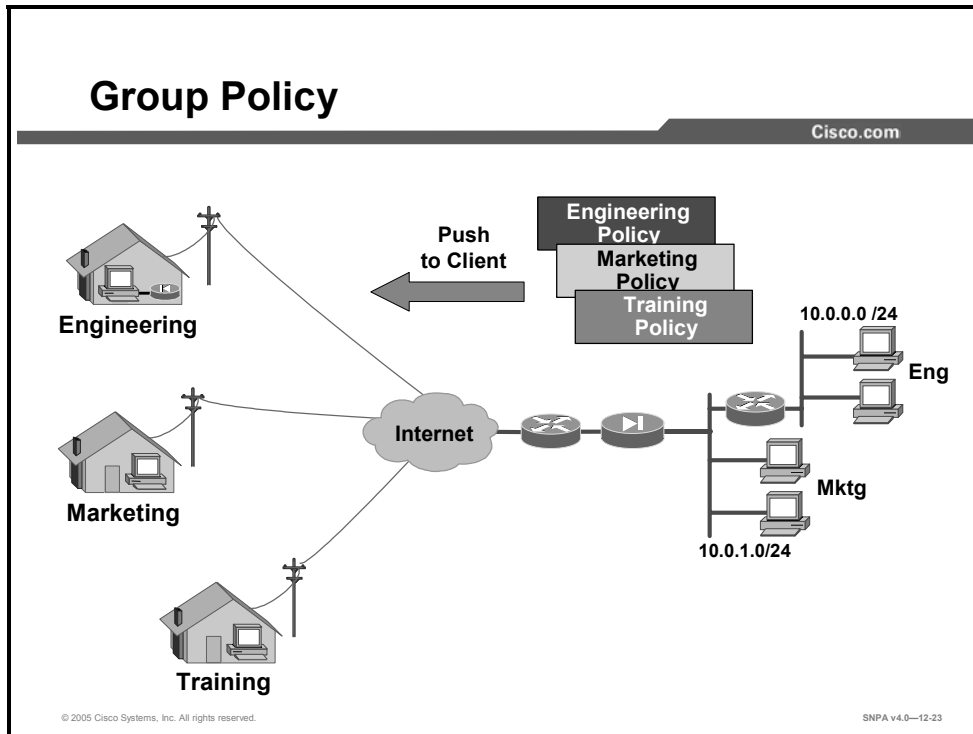 Group Policy
Cisco.com
Engineering
Policy
Marketing
Policy
Training
Policy
Push
to Client
Engineering
10.0.0.0 /24
Eng
Internet
Marketing
Mktg
10.0.1.0/24
Training
© 2005 Cisco Systems, Inc. All rights reserved.
SNPA v4.0—12-23